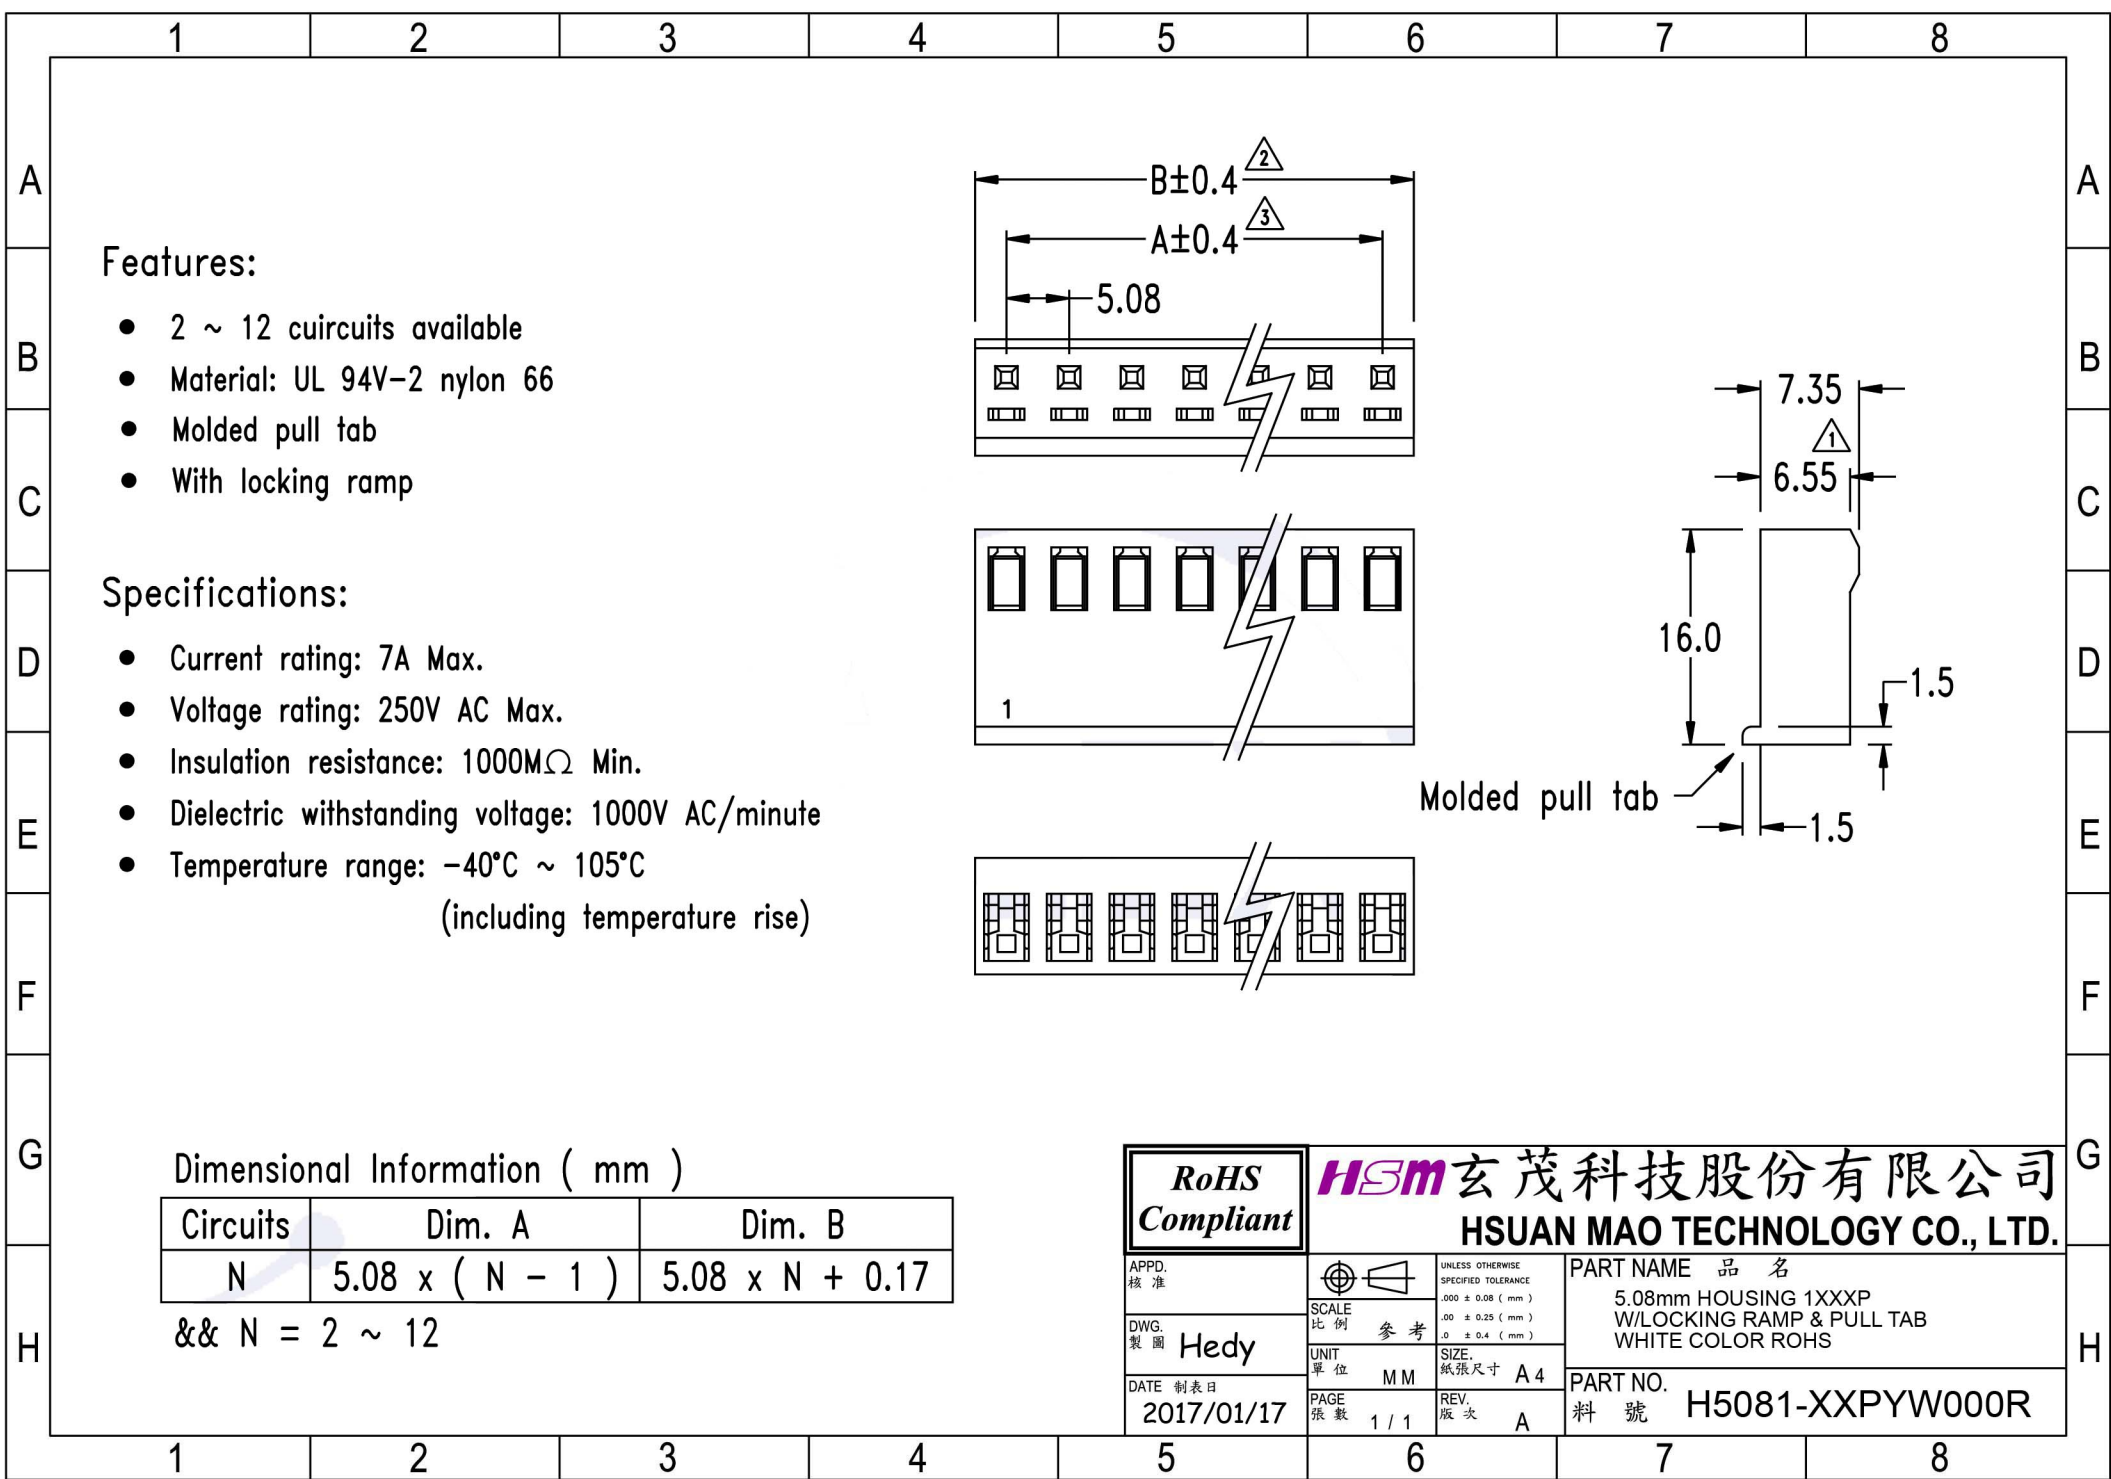 1 2 3 4 5 6 7 8
A A
B B
C C
D D
E E
F F
G G
H H
Features:
● 2 ~ 12 cuircuits available
● Material: UL 94V-2 nylon 66
● Molded pull tab
● With locking ramp
Specifications:
● Current rating: 7A Max.
● Voltage rating: 250V AC Max.
● Insulation resistance: 1000MΩ Min.
● Dielectric withstanding voltage: 1000V AC/minute
● Temperature range: -40°C ~ 105°C
(including temperature rise)
B±0.4 2
A±0.4 3
5.08
1
7.35
1
6.55
16.0
1.5
Molded pull tab
1.5
Dimensional Information ( mm )
Circuits Dim. A Dim. B
N 5.08 x ( N - 1 ) 5.08 x N + 0.17
&& N = 2 ~ 12
RoHS
Compliant
HSM 玄茂科技股份有限公司
HSUAN MAO TECHNOLOGY CO., LTD.
APPD.
核 准
DWG.
製 圖 Hedy
DATE 制表日
2017/01/17
SCALE
比 例 參 考
UNIT
單 位 MM
PAGE
張 數 1 / 1
UNLESS OTHERWISE
SPECIFIED TOLERANCE
.000 ± 0.08 ( mm )
.00 ± 0.25 ( mm )
.0 ± 0.4 ( mm )
SIZE.
紙張尺寸 A4
REV.
版 次 A
PART NAME 品 名
5.08mm HOUSING 1XXXP
W/LOCKING RAMP & PULL TAB
WHITE COLOR ROHS
PART NO.
料 號 H5081-XXPYW000R
1 2 3 4 5 6 7 8